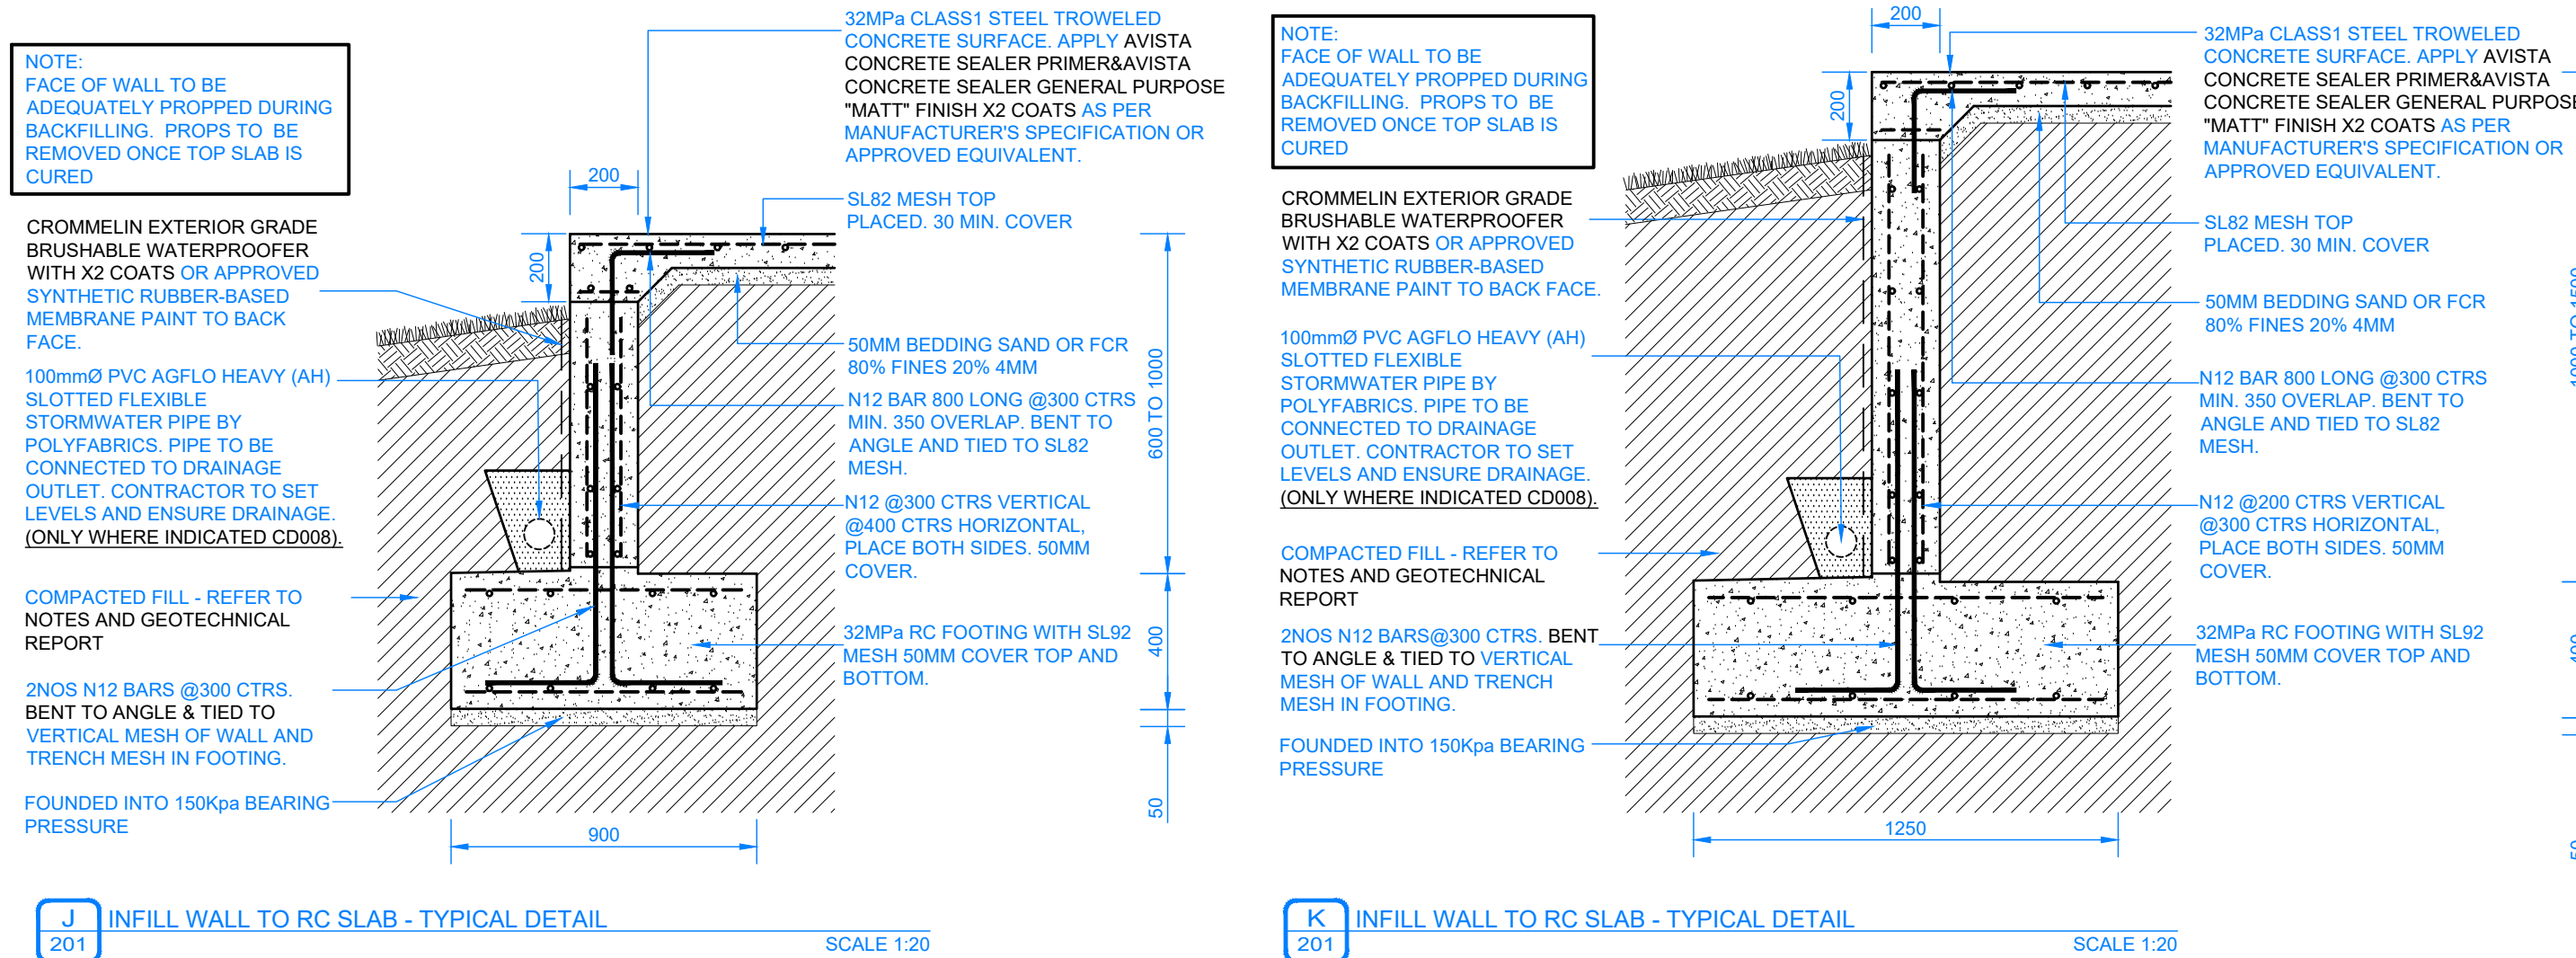 NOTE:
FACE OF WALL TO BE
ADEQUATELY PROPPED DURING
BACKFILLING. PROPS TO BE
REMOVED ONCE TOP SLAB IS
CURED
CROMMELIN EXTERIOR GRADE
BRUSHABLE WATERPROOFER
WITH X2 COATS OR APPROVED
SYNTHETIC RUBBER-BASED
MEMBRANE PAINT TO BACK
FACE.
100mmØ PVC AGFLO HEAVY (AH)
SLOTTED FLEXIBLE
STORMWATER PIPE BY
POLYFABRICS. PIPE TO BE
CONNECTED TO DRAINAGE
OUTLET. CONTRACTOR TO SET
LEVELS AND ENSURE DRAINAGE.
(ONLY WHERE INDICATED CD008).
COMPACTED FILL - REFER TO
NOTES AND GEOTECHNICAL
REPORT
2NOS N12 BARS @300 CTRS.
BENT TO ANGLE & TIED TO
VERTICAL MESH OF WALL AND
TRENCH MESH IN FOOTING.
FOUNDED INTO 150Kpa BEARING
PRESSURE
200
200
900
32MPa CLASS1 STEEL TROWELED
CONCRETE SURFACE. APPLY AVISTA
CONCRETE SEALER PRIMER&AVISTA
CONCRETE SEALER GENERAL PURPOSE
"MATT" FINISH X2 COATS AS PER
MANUFACTURER'S SPECIFICATION OR
APPROVED EQUIVALENT.
SL82 MESH TOP
PLACED. 30 MIN. COVER
50MM BEDDING SAND OR FCR
80% FINES 20% 4MM
N12 BAR 800 LONG @300 CTRS
MIN. 350 OVERLAP. BENT TO
ANGLE AND TIED TO SL82
MESH.
N12 @300 CTRS VERTICAL
@400 CTRS HORIZONTAL,
PLACE BOTH SIDES. 50MM
COVER.
32MPa RC FOOTING WITH SL92
MESH 50MM COVER TOP AND
BOTTOM.
600 TO 1000
400
50
J
201
INFILL WALL TO RC SLAB - TYPICAL DETAIL
SCALE 1:20
NOTE:
FACE OF WALL TO BE
ADEQUATELY PROPPED DURING
BACKFILLING. PROPS TO BE
REMOVED ONCE TOP SLAB IS
CURED
CROMMELIN EXTERIOR GRADE
BRUSHABLE WATERPROOFER
WITH X2 COATS OR APPROVED
SYNTHETIC RUBBER-BASED
MEMBRANE PAINT TO BACK FACE.
100mmØ PVC AGFLO HEAVY (AH)
SLOTTED FLEXIBLE
STORMWATER PIPE BY
POLYFABRICS. PIPE TO BE
CONNECTED TO DRAINAGE
OUTLET. CONTRACTOR TO SET
LEVELS AND ENSURE DRAINAGE.
(ONLY WHERE INDICATED CD008).
COMPACTED FILL - REFER TO
NOTES AND GEOTECHNICAL
REPORT
2NOS N12 BARS@300 CTRS. BENT
TO ANGLE & TIED TO VERTICAL
MESH OF WALL AND TRENCH
MESH IN FOOTING.
FOUNDED INTO 150Kpa BEARING
PRESSURE
200
200
1250
32MPa CLASS1 STEEL TROWELED
CONCRETE SURFACE. APPLY AVISTA
CONCRETE SEALER PRIMER&AVISTA
CONCRETE SEALER GENERAL PURPOSE
"MATT" FINISH X2 COATS AS PER
MANUFACTURER'S SPECIFICATION OR
APPROVED EQUIVALENT.
SL82 MESH TOP
PLACED. 30 MIN. COVER
50MM BEDDING SAND OR FCR
80% FINES 20% 4MM
N12 BAR 800 LONG @300 CTRS
MIN. 350 OVERLAP. BENT TO
ANGLE AND TIED TO SL82
MESH.
N12 @200 CTRS VERTICAL
@300 CTRS HORIZONTAL,
PLACE BOTH SIDES. 50MM
COVER.
32MPa RC FOOTING WITH SL92
MESH 50MM COVER TOP AND
BOTTOM.
K
201
INFILL WALL TO RC SLAB - TYPICAL DETAIL
SCALE 1:20